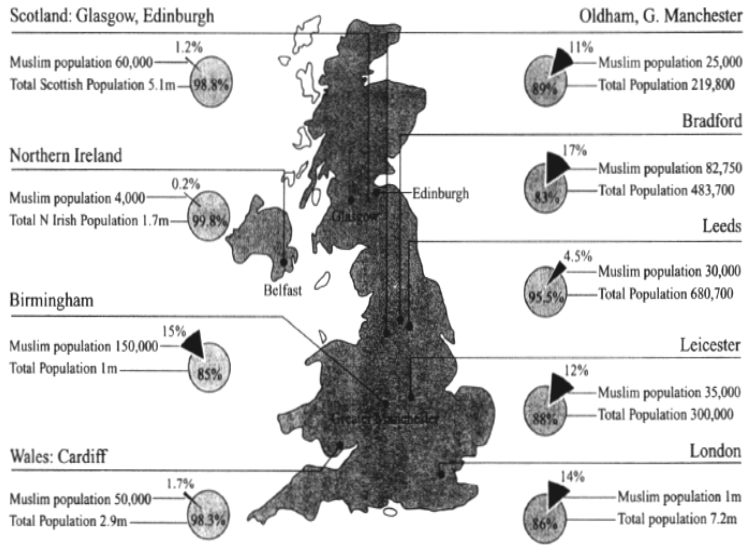 Scotland: Glasgow, Edinburgh
1.2%
Muslim population 60,000
Total Scottish Population 5.1m
98.8%
Northern Ireland
0.2%
Muslim population 4,000
Total N Irish Population 1.7m
99.8%
Birmingham
15%
Muslim population 150,000
Total Population 1m
85%
Wales: Cardiff
1.7%
Muslim population 50,000
Total Population 2.9m
98.3%
Edinburgh
Glasgow
Belfast
Greater Manchester
Oldham, G. Manchester
11%
Muslim population 25,000
89%
Total Population 219,800
Bradford
17%
Muslim population 82,750
83%
Total Population 483,700
Leeds
4.5%
Muslim population 30,000
95.5%
Total Population 680,700
Leicester
12%
Muslim population 35,000
88%
Total Population 300,000
London
14%
Muslim population 1m
86%
Total population 7.2m